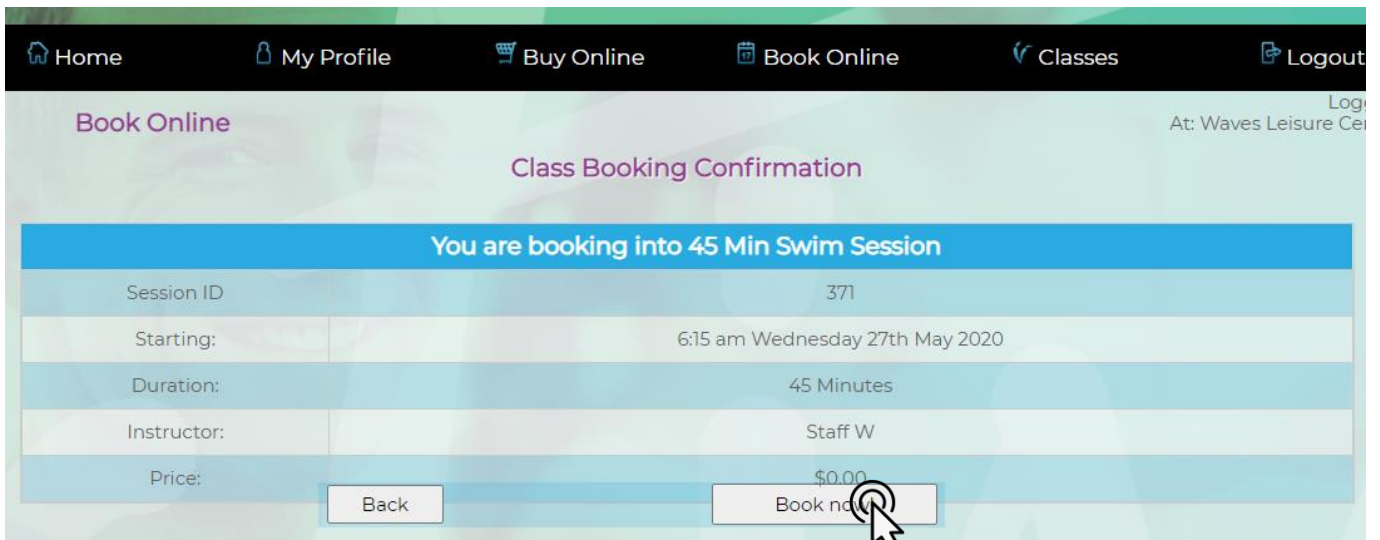 Home My Profile Buy Online Book Online Classes Logout
Book Online
At: Waves Leisure
Class Booking Confirmation
You are booking into 45 Min Swim Session
Session ID 371
Starting: 6:15 am Wednesday 27th May 2020
Duration: 45 Minutes
Instructor: Staff W
Price: $0.00
Back Book now